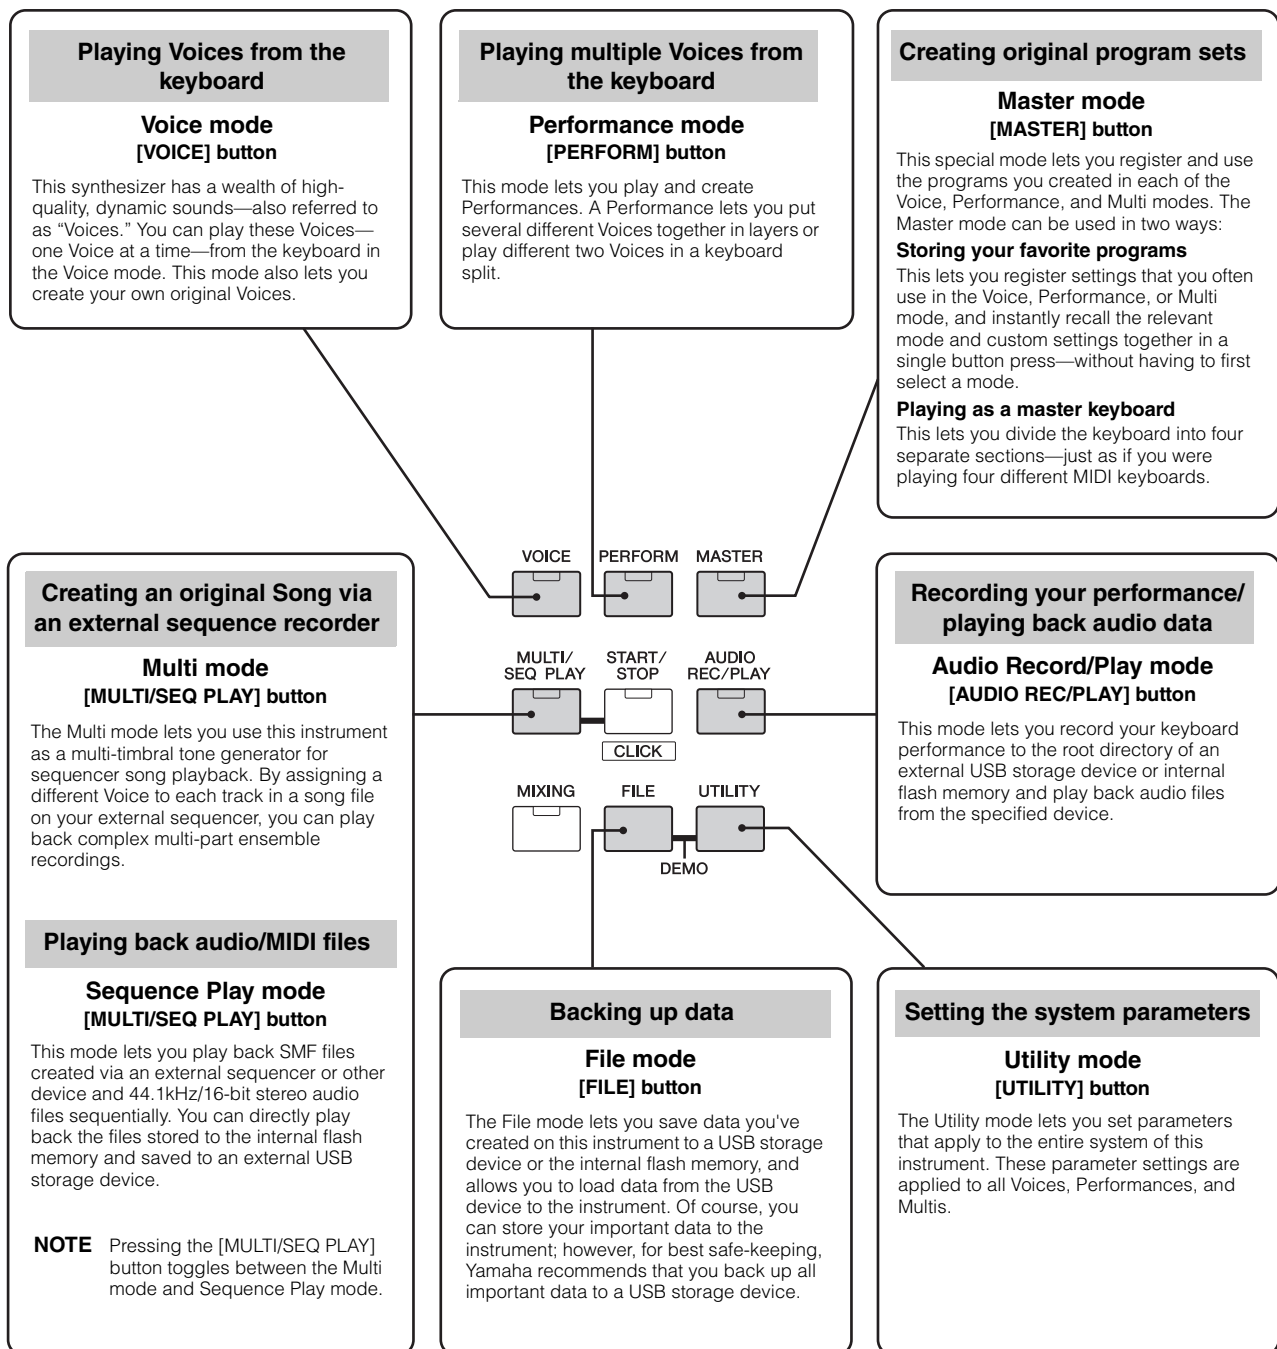 Playing Voices from the
keyboard
Voice mode
[VOICE] button
This synthesizer has a wealth of high-
quality, dynamic sounds—also referred to
as “Voices.” You can play these Voices—
one Voice at a time—from the keyboard in
the Voice mode. This mode also lets you
create your own original Voices.
Playing multiple Voices from
the keyboard
Performance mode
[PERFORM] button
This mode lets you play and create
Performances. A Performance lets you put
several different Voices together in layers or
play different two Voices in a keyboard
split.
Creating original program sets
Master mode
[MASTER] button
This special mode lets you register and use
the programs you created in each of the
Voice, Performance, and Multi modes. The
Master mode can be used in two ways:
Storing your favorite programs
This lets you register settings that you often
use in the Voice, Performance, or Multi
mode, and instantly recall the relevant
mode and custom settings together in a
single button press—without having to first
select a mode.
Playing as a master keyboard
This lets you divide the keyboard into four
separate sections—just as if you were
playing four different MIDI keyboards.
VOICE
PERFORM
MASTER
MULTI/
SEQ PLAY
START/
STOP
AUDIO
REC/PLAY
CLICK
MIXING
FILE
UTILITY
DEMO
Creating an original Song via
an external sequence recorder
Multi mode
[MULTI/SEQ PLAY] button
The Multi mode lets you use this instrument
as a multi-timbral tone generator for
sequencer song playback. By assigning a
different Voice to each track in a song file
on your external sequencer, you can play
back complex multi-part ensemble
recordings.
Playing back audio/MIDI files
Sequence Play mode
[MULTI/SEQ PLAY] button
This mode lets you play back SMF files
created via an external sequencer or other
device and 44.1kHz/16-bit stereo audio
files sequentially. You can directly play
back the files stored to the internal flash
memory and saved to an external USB
storage device.
NOTE Pressing the [MULTI/SEQ PLAY]
button toggles between the Multi
mode and Sequence Play mode.
Recording your performance/
playing back audio data
Audio Record/Play mode
[AUDIO REC/PLAY] button
This mode lets you record your keyboard
performance to the root directory of an
external USB storage device or internal
flash memory and play back audio files
from the specified device.
Backing up data
File mode
[FILE] button
The File mode lets you save data you've
created on this instrument to a USB storage
device or the internal flash memory, and
allows you to load data from the USB
device to the instrument. Of course, you
can store your important data to the
instrument; however, for best safe-keeping,
Yamaha recommends that you back up all
important data to a USB storage device.
Setting the system parameters
Utility mode
[UTILITY] button
The Utility mode lets you set parameters
that apply to the entire system of this
instrument. These parameter settings are
applied to all Voices, Performances, and
Multis.